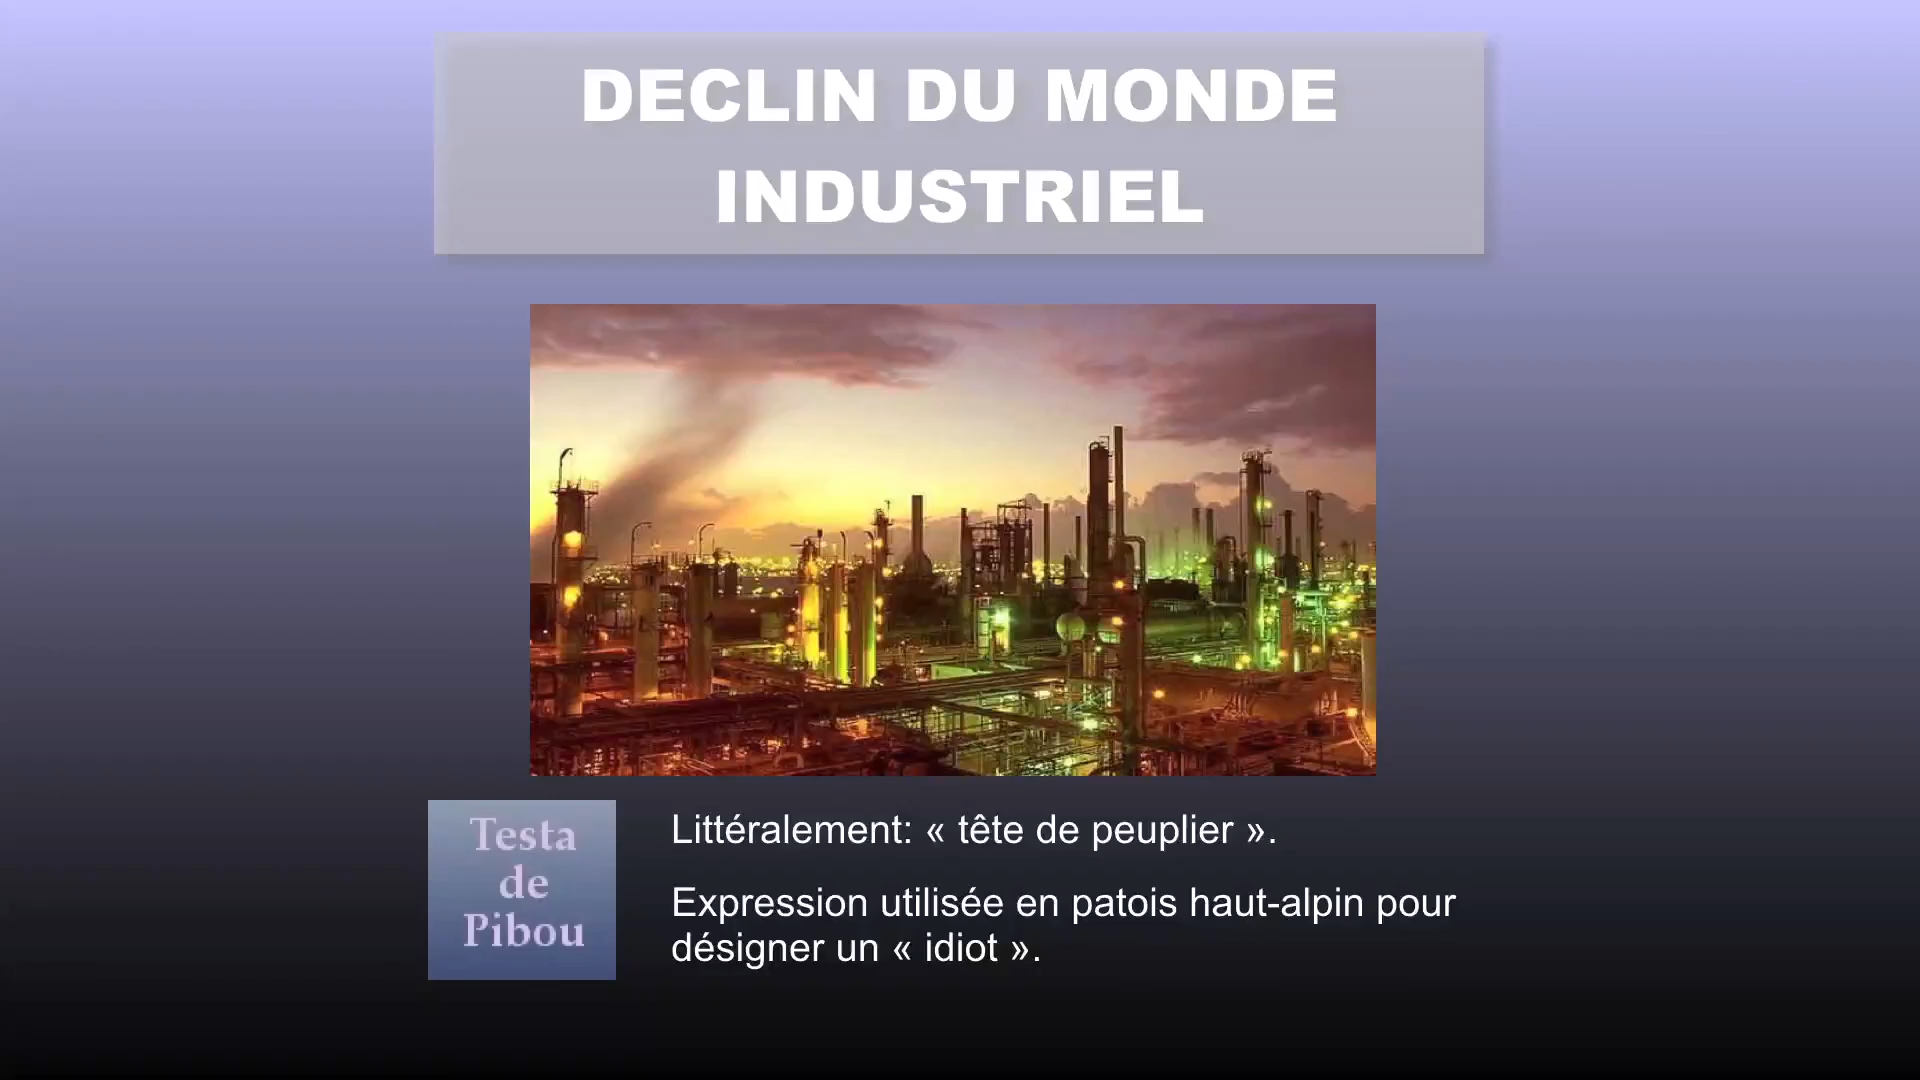 DECLIN DU MONDE
INDUSTRIEL
Testa
de
Pibou
Littéralement: « tête de peuplier ».
Expression utilisée en patois haut-alpin pour
désigner un « idiot ».